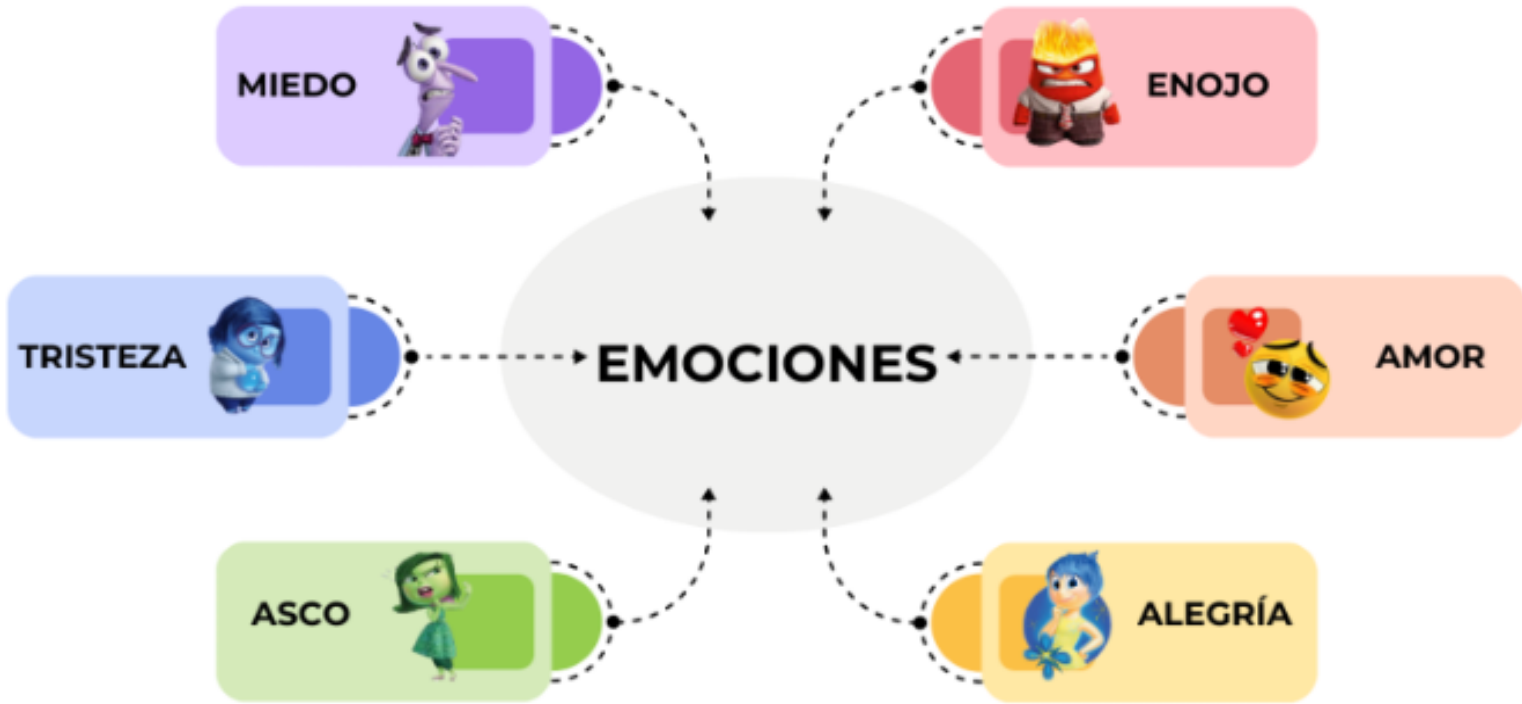 MIEDO
ENOJO
TRISTEZA
EMOCIONES
AMOR
ASCO
ALEGRÍA